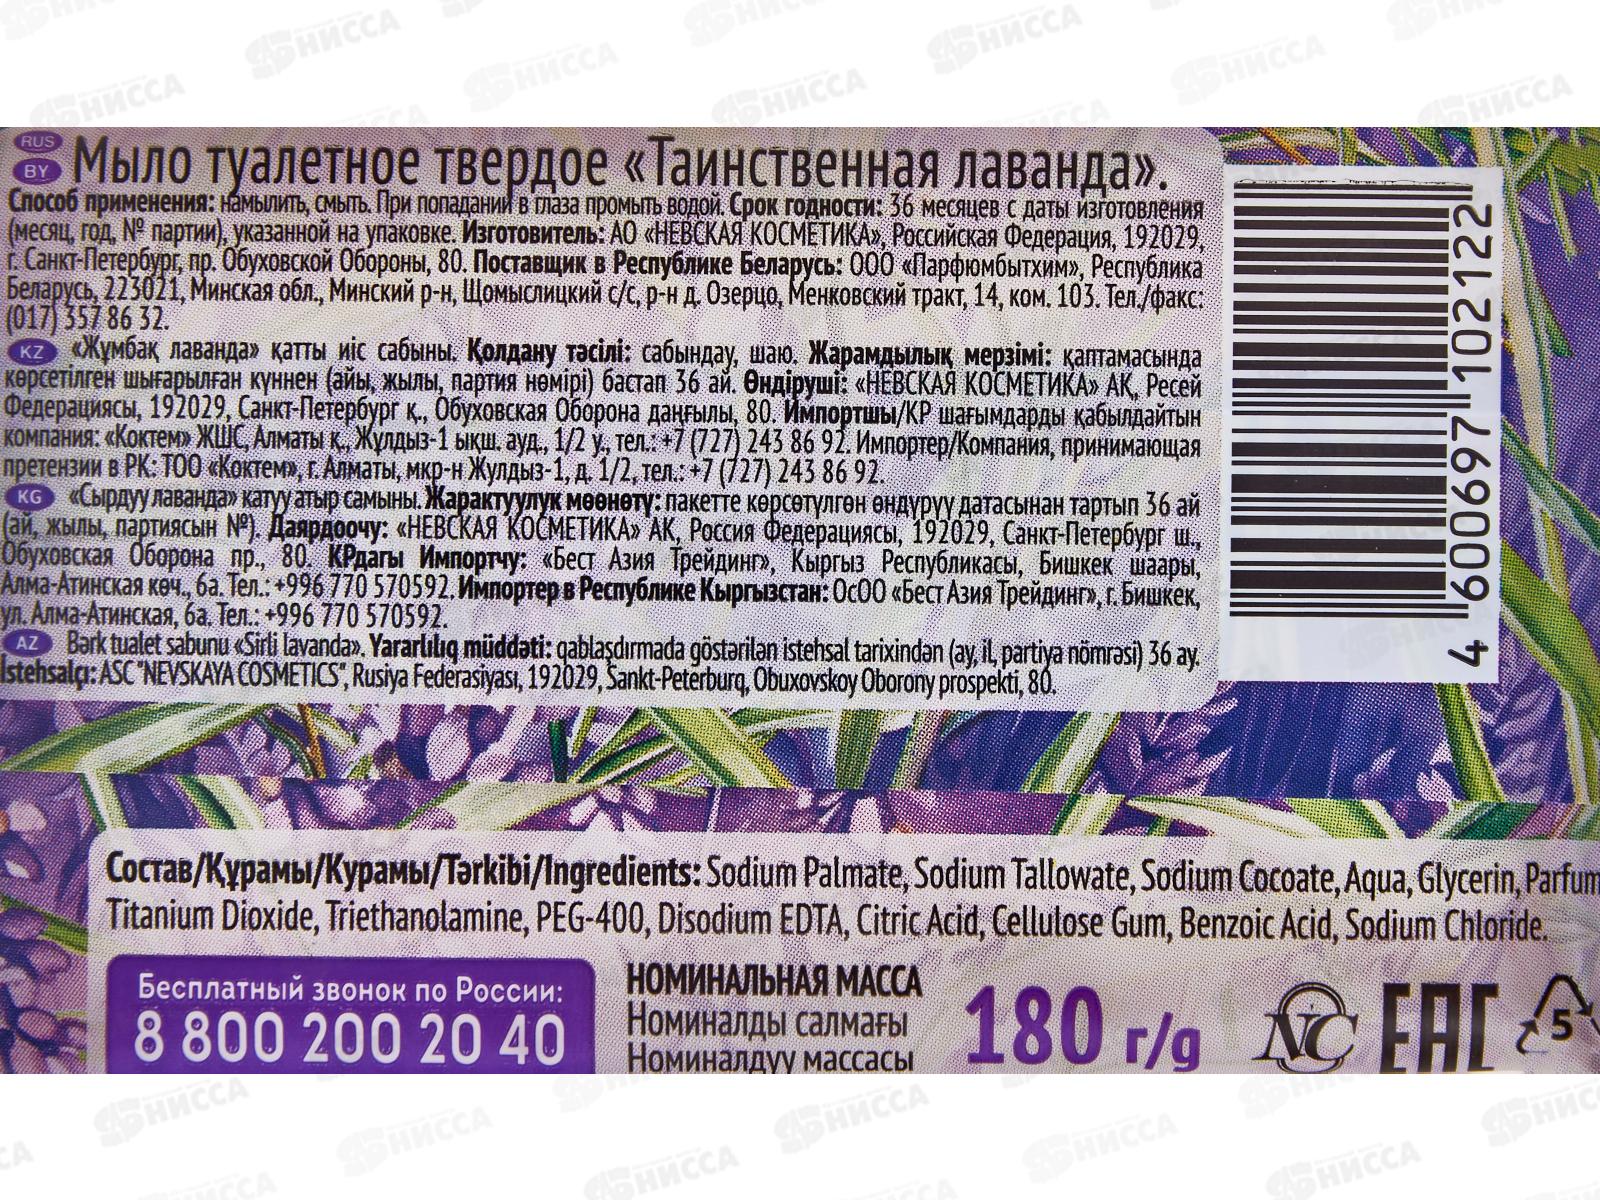 RUS
BY
Мыло туалетное твердое «Таинственная лаванда».
Способ применения: намылить, смыть. При попадании в глаза промыть водой. Срок годности: 36 месяцев с даты изготовления
(месяц, год, № партии), указанной на упаковке. Изготовитель: АО «НЕВСКАЯ КОСМЕТИКА», Российская Федерация, 192029,
г. Санкт-Петербург, пр. Обуховской Обороны, 80. Поставщик в Республике Беларусь: ООО «Парфюмбытхим», Республика
Беларусь, 223021, Минская обл., Минский р-н, Щомыслицкий с/с, р-н д. Озерцо, Менковский тракт, 14, ком. 103. Тел./факс:
(017) 357 86 32.
KZ «Жұмбақ лаванда» қатты иіс сабыны. Қолдану тәсілі: сабындау, шаю. Жарамдылық мерзімі: қаптамасында
көрсетілген шығарылған күннен (айы, жылы, партия нөмірі) бастап 36 ай. Өндіруші: «НЕВСКАЯ КОСМЕТИКА» АҚ, Ресей
Федерациясы, 192029, Санкт-Петербург қ., Обуховская Оборона даңғылы, 80. Импортшы/ҚР шағымдарды қабылдайтын
компания: «Коктем» ЖШС, Алматы қ., Жұлдыз-1 ықш. ауд., 1/2 у., тел.: +7 (727) 243 86 92. Импортер/Компания, принимающая
претензии в РК: ТОО «Коктем», г. Алматы, мкр-н Жулдыз-1, д. 1/2, тел.: +7 (727) 243 86 92.
KG «Сырдуу лаванда» катуу атыр самыны. Жарактуулук мөөнөтү: пакетте көрсөтүлгөн өндүрүү датасынан тартып 36 ай
(ай, жылы, партиясын №). Даярдоочу: «НЕВСКАЯ КОСМЕТИКА» АК, Россия Федерациясы, 192029, Санкт-Петербург ш.,
Обуховская Оборона пр., 80. КРдагы Импортчу: «Бест Азия Трейдинг», Кыргыз Республикасы, Бишкек шаары,
Алма-Атинская көч., 6а. Тел.: +996 770 570592. Импортер в Республике Кыргызстан: ОсОО «Бест Азия Трейдинг», г. Бишкек,
ул. Алма-Атинская, 6а. Тел.: +996 770 570592.
AZ Bərk tualet sabunu «Sirli lavanda». Yararlılıq müddəti: qablaşdırmada göstərilən istehsal tarixindən (ay, il, partiya nömrəsi) 36 ay.
İstehsalçı: ASC "NEVSKAYA COSMETICS", Rusiya Federasiyası, 192029, Sankt-Peterburq, Obuxovskoy Oborony prospekti, 80.
4 600697 102122
Состав/Құрамы/Курамы/Tərkibi/Ingredients: Sodium Palmate, Sodium Tallowate, Sodium Cocoate, Aqua, Glycerin, Parfum
Titanium Dioxide, Triethanolamine, PEG-400, Disodium EDTA, Citric Acid, Cellulose Gum, Benzoic Acid, Sodium Chloride.
Бесплатный звонок по России:
8 800 200 20 40
НОМИНАЛЬНАЯ МАССА
Номиналды салмағы
Номиналдуу массасы
180 г/g
НС
EAC
5
НИССА